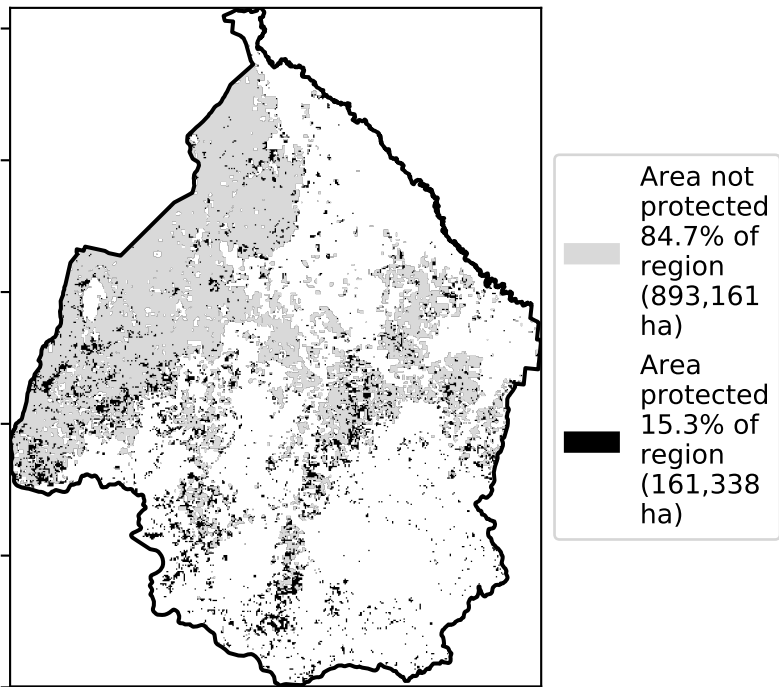 Area not
protected
84.7% of
region
(893,161
ha)
Area
protected
15.3% of
region
(161,338
ha)